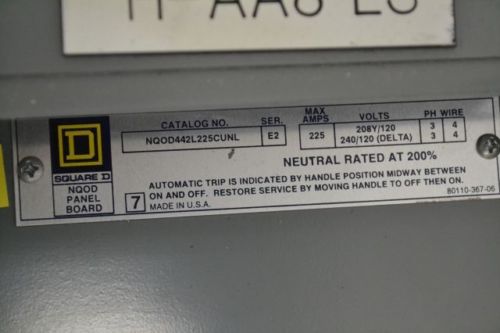 CATALOG NO. SER. MAX AMPS VOLTS PH WIRE
NQOD442L225CUNL E2 225 208Y/120 3 4
240/120 (DELTA) 3 4
NEUTRAL RATED AT 200%
D
SQUARE D
NQOD
PANEL
BOARD
7
AUTOMATIC TRIP IS INDICATED BY HANDLE POSITION MIDWAY BETWEEN
ON AND OFF. RESTORE SERVICE BY MOVING HANDLE TO OFF THEN ON.
MADE IN U.S.A.
80110-367-06